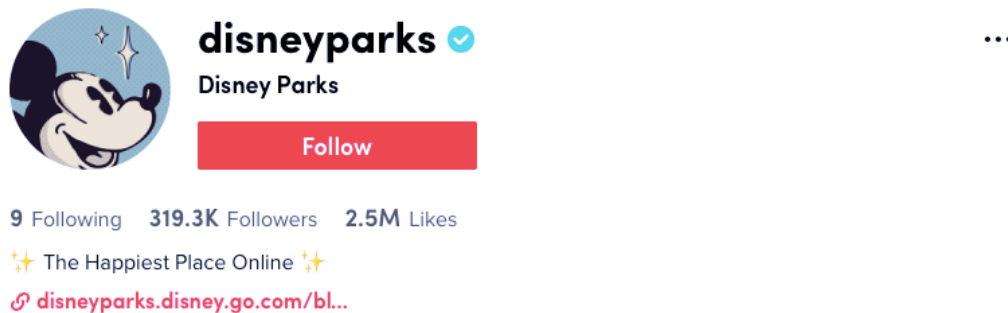 disneyparks
Disney Parks
Follow
9 Following 319.3K Followers 2.5M Likes
✨ The Happiest Place Online ✨
disneyparks.disney.go.com/bl...